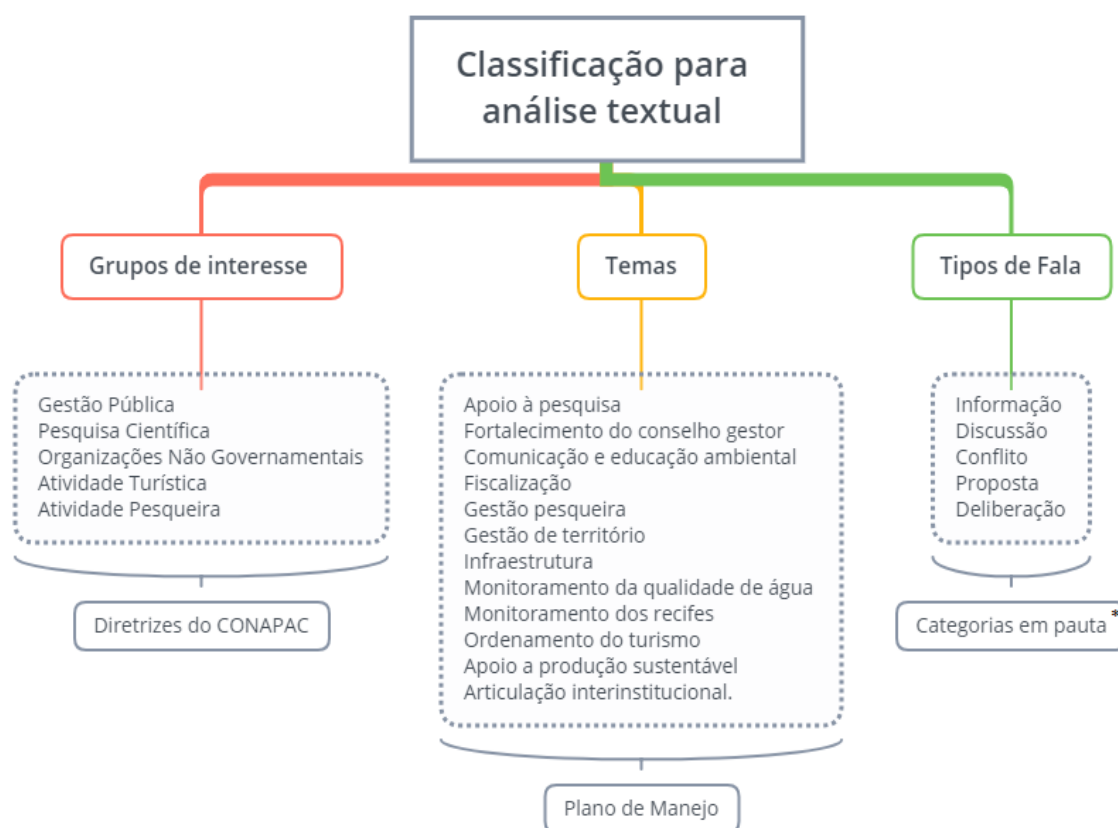 Classificação para
análise textual
Grupos de interesse
Temas
Tipos de Fala
Gestão Pública
Pesquisa Científica
Organizações Não Governamentais
Atividade Turística
Atividade Pesqueira
Apoio à pesquisa
Fortalecimento do conselho gestor
Comunicação e educação ambiental
Fiscalização
Gestão pesqueira
Gestão de território
Infraestrutura
Monitoramento da qualidade de água
Monitoramento dos recifes
Ordenamento do turismo
Apoio a produção sustentável
Articulação interinstitucional.
Informação
Discussão
Conflito
Proposta
Deliberação
Diretrizes do CONAPAC
Categorias em pauta *
Plano de Manejo